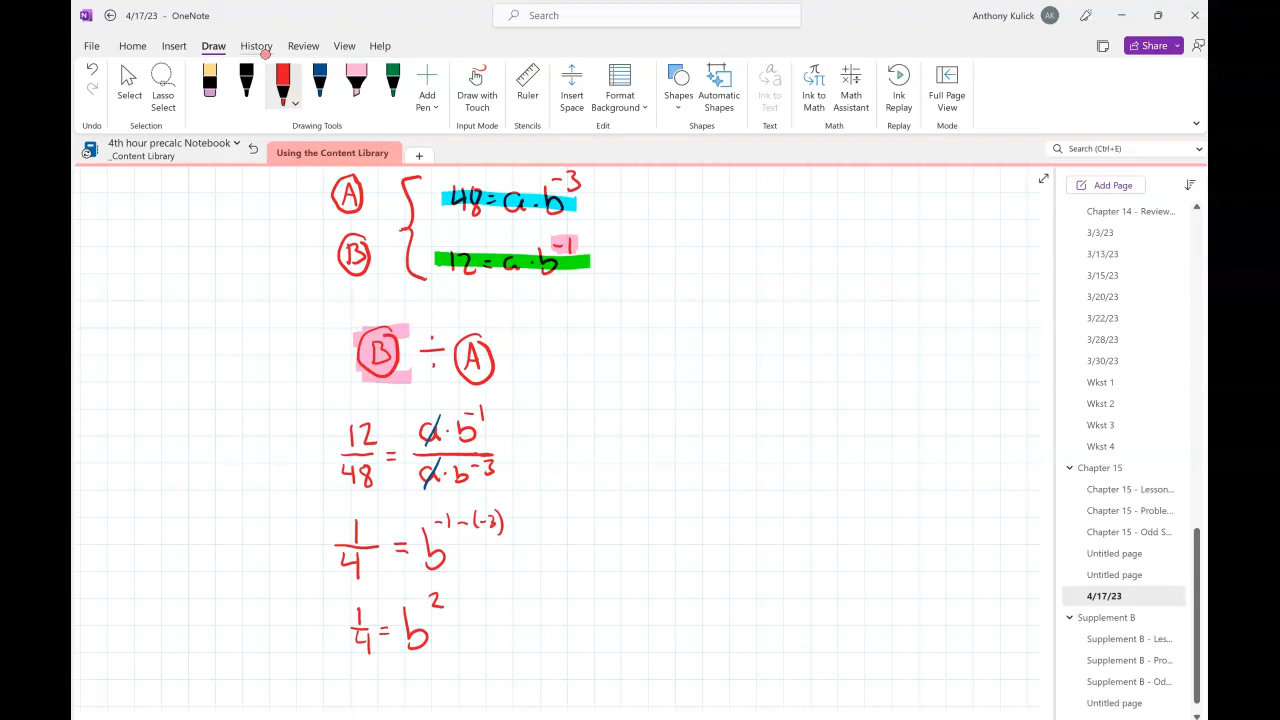 4/17/23 - OneNote
Search
Anthony Kulick AK
File Home Insert Draw History Review View Help Share
Undo
Select Lasso Select
Add Pen
Draw with Touch
Ruler
Insert Space
Format Background
Shapes Automatic Shapes
Ink to Text
Ink to Math Math Assistant
Ink Replay
Full Page View
Undo Selection Drawing Tools Input Mode Stencils Edit Shapes Text Math Replay Mode
4th hour precalc Notebook
_Content Library
Using the Content Library
+
Search (Ctrl+E)
Add Page
Chapter 14 - Review...
3/3/23
3/13/23
3/15/23
3/20/23
3/22/23
3/28/23
3/30/23
Wkst 1
Wkst 2
Wkst 3
Wkst 4
Chapter 15
Chapter 15 - Lesson...
Chapter 15 - Proble...
Chapter 15 - Odd S...
Untitled page
Untitled page
4/17/23
Supplement B
Supplement B - Les...
Supplement B - Pro...
Supplement B - Od...
Untitled page
A { 48 = a · b^-3
B 12 = a · b^-1
B ÷ A
12/48 = a · b^-1 / a · b^-3
1/4 = b^-1-(-3)
1/4 = b^2